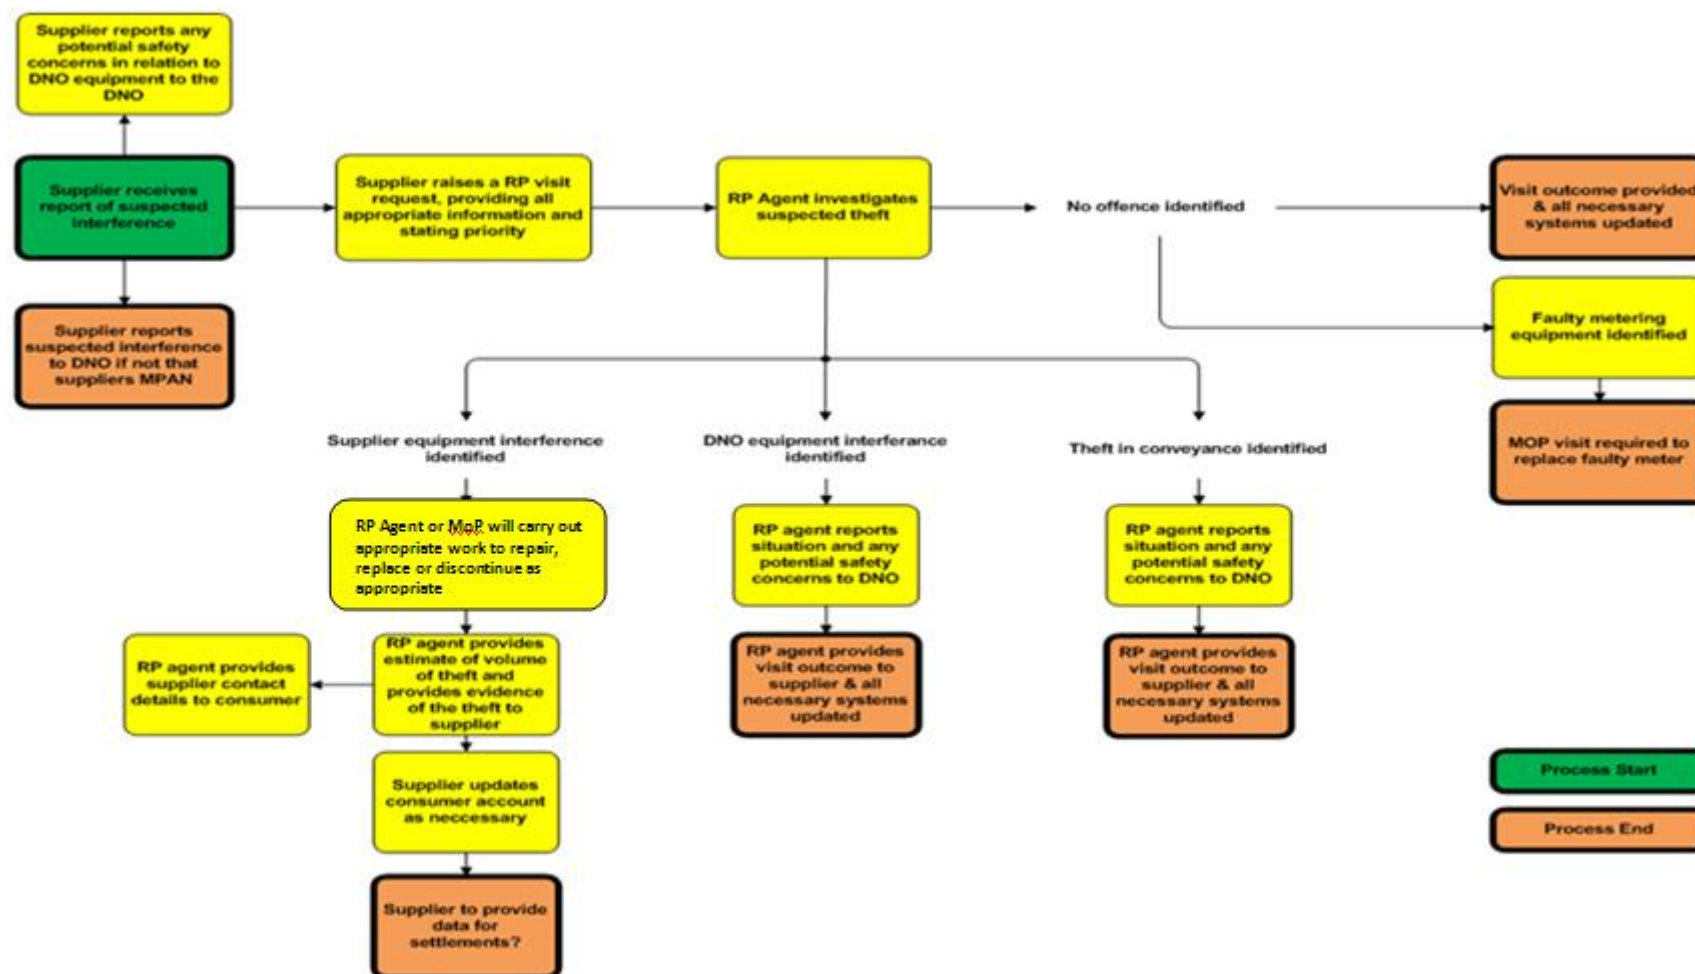 Supplier reports any
potential safety
concerns in relation to
DNO equipment to the
DNO
Supplier receives
report of suspected
interference
Supplier raises a RP visit
request, providing all
appropriate information and
stating priority
RP Agent investigates
suspected theft
No offence identified
Visit outcome provided
& all necessary
systems updated
Supplier reports
suspected interference
to DNO if not that
suppliers MPAN
Faulty metering
equipment identified
MOP visit required to
replace faulty meter
Supplier equipment interference
identified
DNO equipment interferance
identified
Theft in conveyance identified
RP Agent or MoP will carry out
appropriate work to repair,
replace or discontinue as
appropriate
RP agent reports
situation and any
potential safety
concerns to DNO
RP agent reports
situation and any
potential safety
concerns to DNO
RP agent provides
supplier contact
details to consumer
RP agent provides
estimate of volume
of theft and
provides evidence
of the theft to
supplier
RP agent provides
visit outcome to
supplier & all
necessary systems
updated
RP agent provides
visit outcome to
supplier & all
necessary systems
updated
Supplier updates
consumer account
as neccessary
Supplier to provide
data for
settlements?
Process Start
Process End